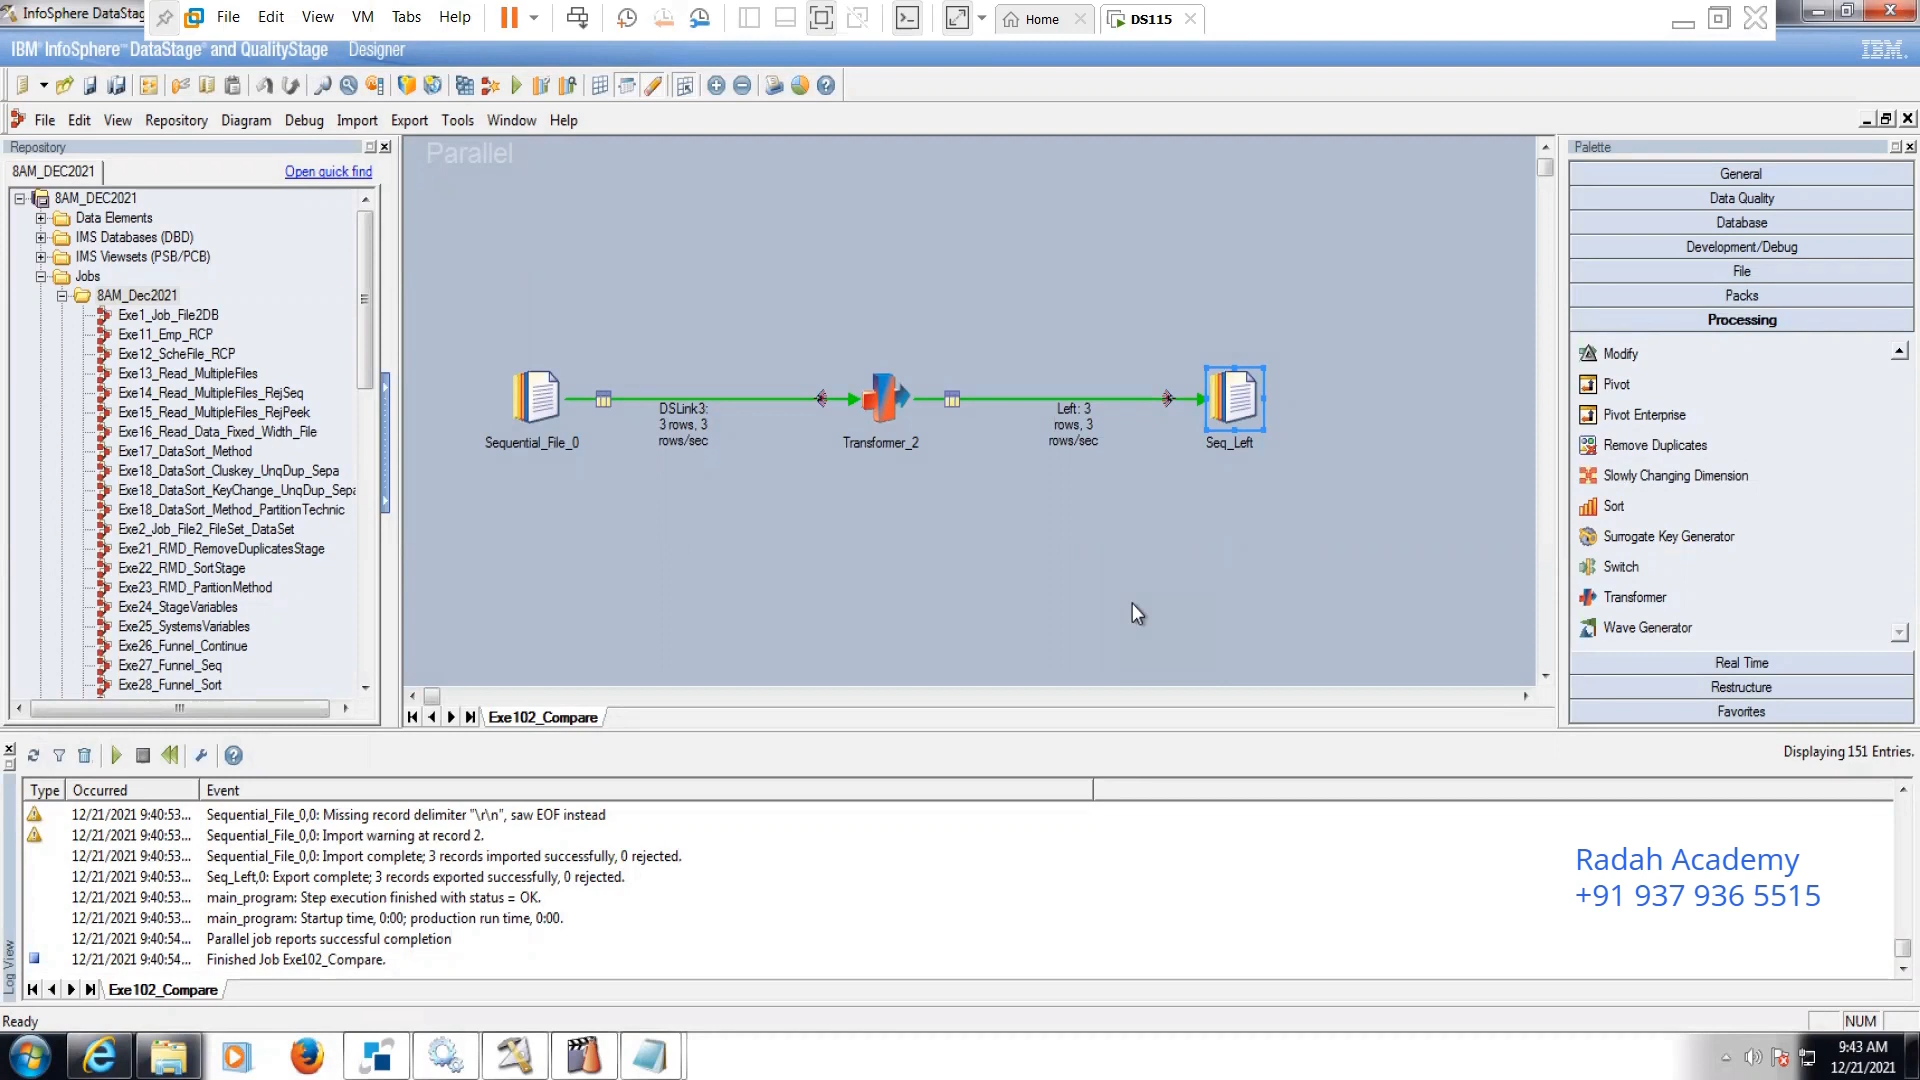 InfoSphere DataStag
File Edit View VM Tabs Help
Home
DS115
IBM InfoSphere DataStage and QualityStage Designer
IBM.
File Edit View Repository Diagram Debug Import Export Tools Window Help
Repository
8AM_DEC2021
Open quick find
8AM_DEC2021
Data Elements
IMS Databases (DBD)
IMS Viewsets (PSB/PCB)
Jobs
8AM_Dec2021
Exe1_Job_File2DB
Exe11_Emp_RCP
Exe12_ScheFile_RCP
Exe13_Read_MultipleFiles
Exe14_Read_MultipleFiles_RejSeq
Exe15_Read_MultipleFiles_RejPeek
Exe16_Read_Data_Fixed_Width_File
Exe17_DataSort_Method
Exe18_DataSort_Cluskey_UnqDup_Sepa
Exe18_DataSort_KeyChange_UnqDup_Sepa
Exe18_DataSort_Method_PartitionTechnic
Exe2_Job_File2_FileSet_DataSet
Exe21_RMD_RemoveDuplicatesStage
Exe22_RMD_SortStage
Exe23_RMD_ParitionMethod
Exe24_StageVariables
Exe25_SystemsVariables
Exe26_Funnel_Continue
Exe27_Funnel_Seq
Exe28_Funnel_Sort
Parallel
Sequential_File_0
DSLink3:
3 rows, 3
rows/sec
Transformer_2
Left: 3
rows, 3
rows/sec
Seq_Left
Exe102_Compare
Palette
General
Data Quality
Database
Development/Debug
File
Packs
Processing
Modify
Pivot
Pivot Enterprise
Remove Duplicates
Slowly Changing Dimension
Sort
Surrogate Key Generator
Switch
Transformer
Wave Generator
Real Time
Restructure
Favorites
Displaying 151 Entries.
Type Occurred Event
12/21/2021 9:40:53... Sequential_File_0,0: Missing record delimiter "\r\n", saw EOF instead
12/21/2021 9:40:53... Sequential_File_0,0: Import warning at record 2.
12/21/2021 9:40:53... Sequential_File_0,0: Import complete; 3 records imported successfully, 0 rejected.
12/21/2021 9:40:53... Seq_Left,0: Export complete; 3 records exported successfully, 0 rejected.
12/21/2021 9:40:53... main_program: Step execution finished with status = OK.
12/21/2021 9:40:53... main_program: Startup time, 0:00; production run time, 0:00.
12/21/2021 9:40:54... Parallel job reports successful completion
12/21/2021 9:40:54... Finished Job Exe102_Compare.
Log View
Exe102_Compare
Radah Academy
+91 937 936 5515
Ready
NUM
9:43 AM
12/21/2021